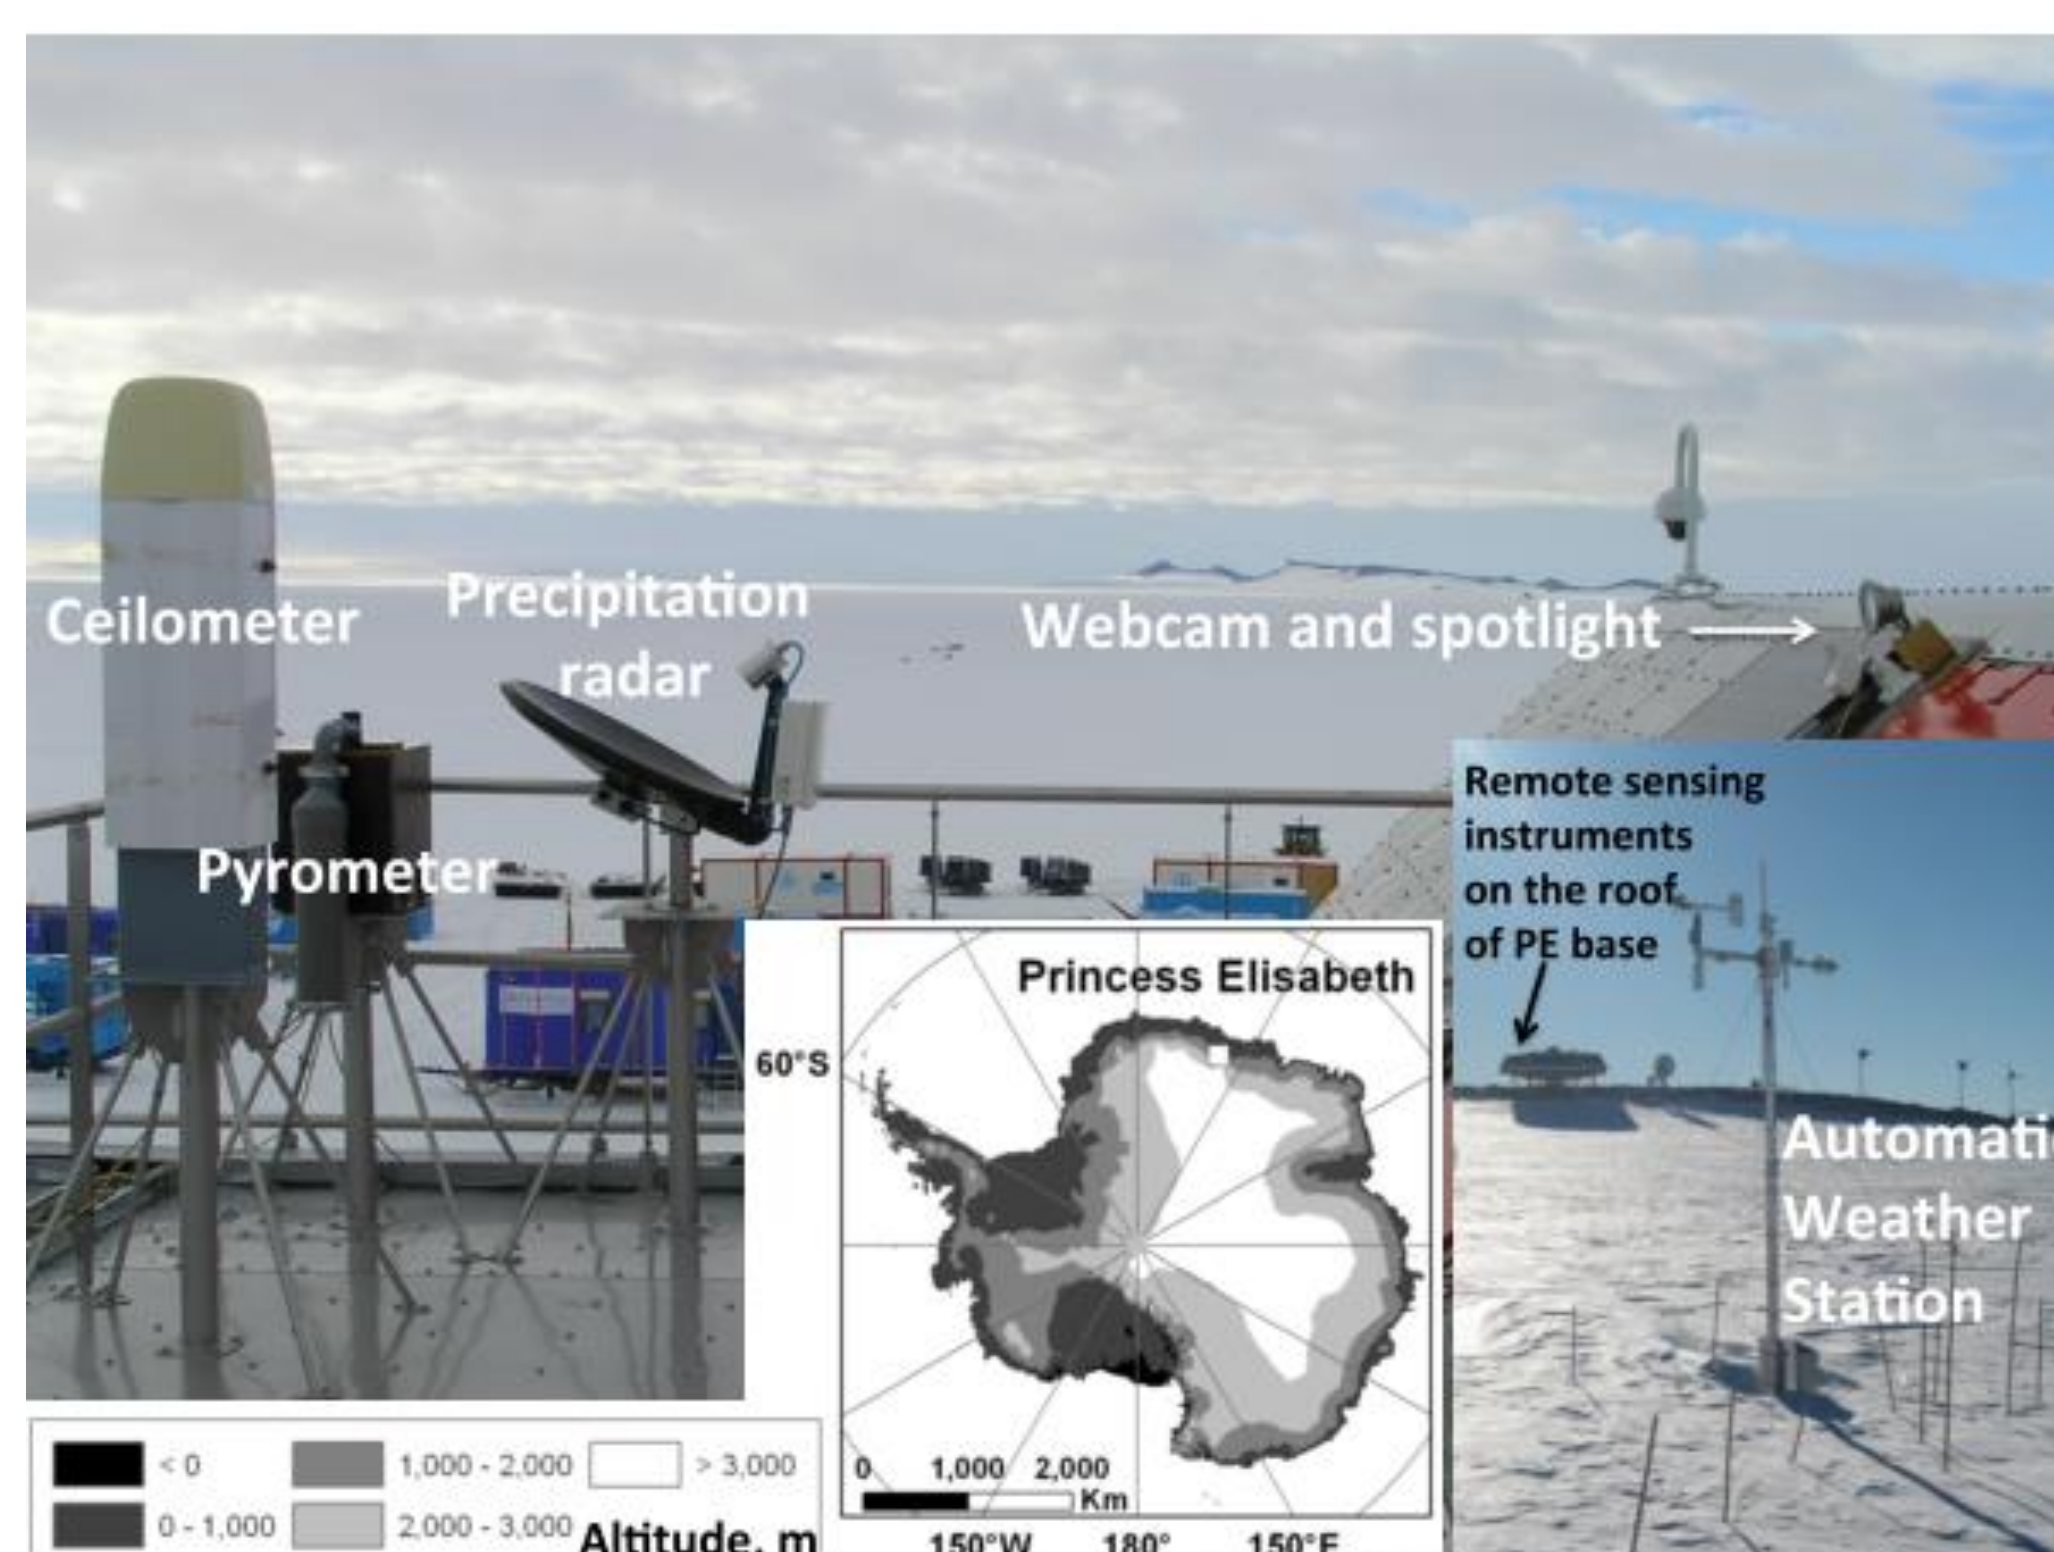 Ceilometer
Precipitation
radar
Webcam and spotlight
Pyrometer
Remote sensing
instruments
on the roof
of PE base
Princess Elisabeth
60°S
Automati
Weather
Station
0 1,000 2,000
Km
150°W 180° 150°E
< 0
1,000 - 2,000
> 3,000
0 - 1,000
2,000 - 3,000
Altitude, m